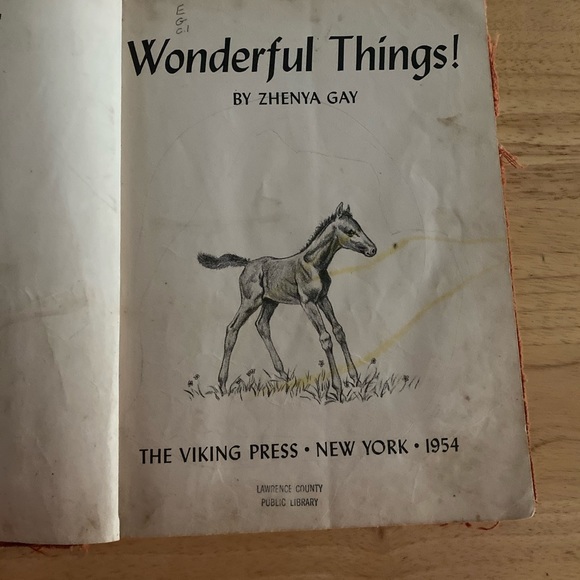 E
G
c.1
Wonderful Things!
BY ZHENYA GAY
THE VIKING PRESS • NEW YORK • 1954
LAWRENCE COUNTY
PUBLIC LIBRARY